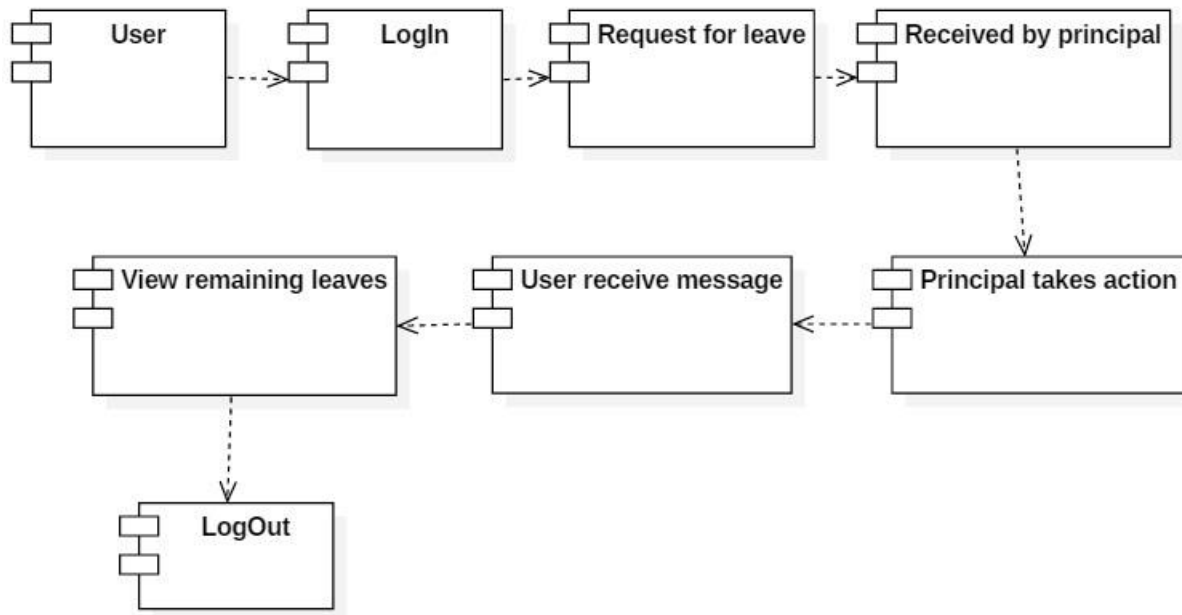 User
LogIn
Request for leave
Received by principal
View remaining leaves
User receive message
Principal takes action
LogOut